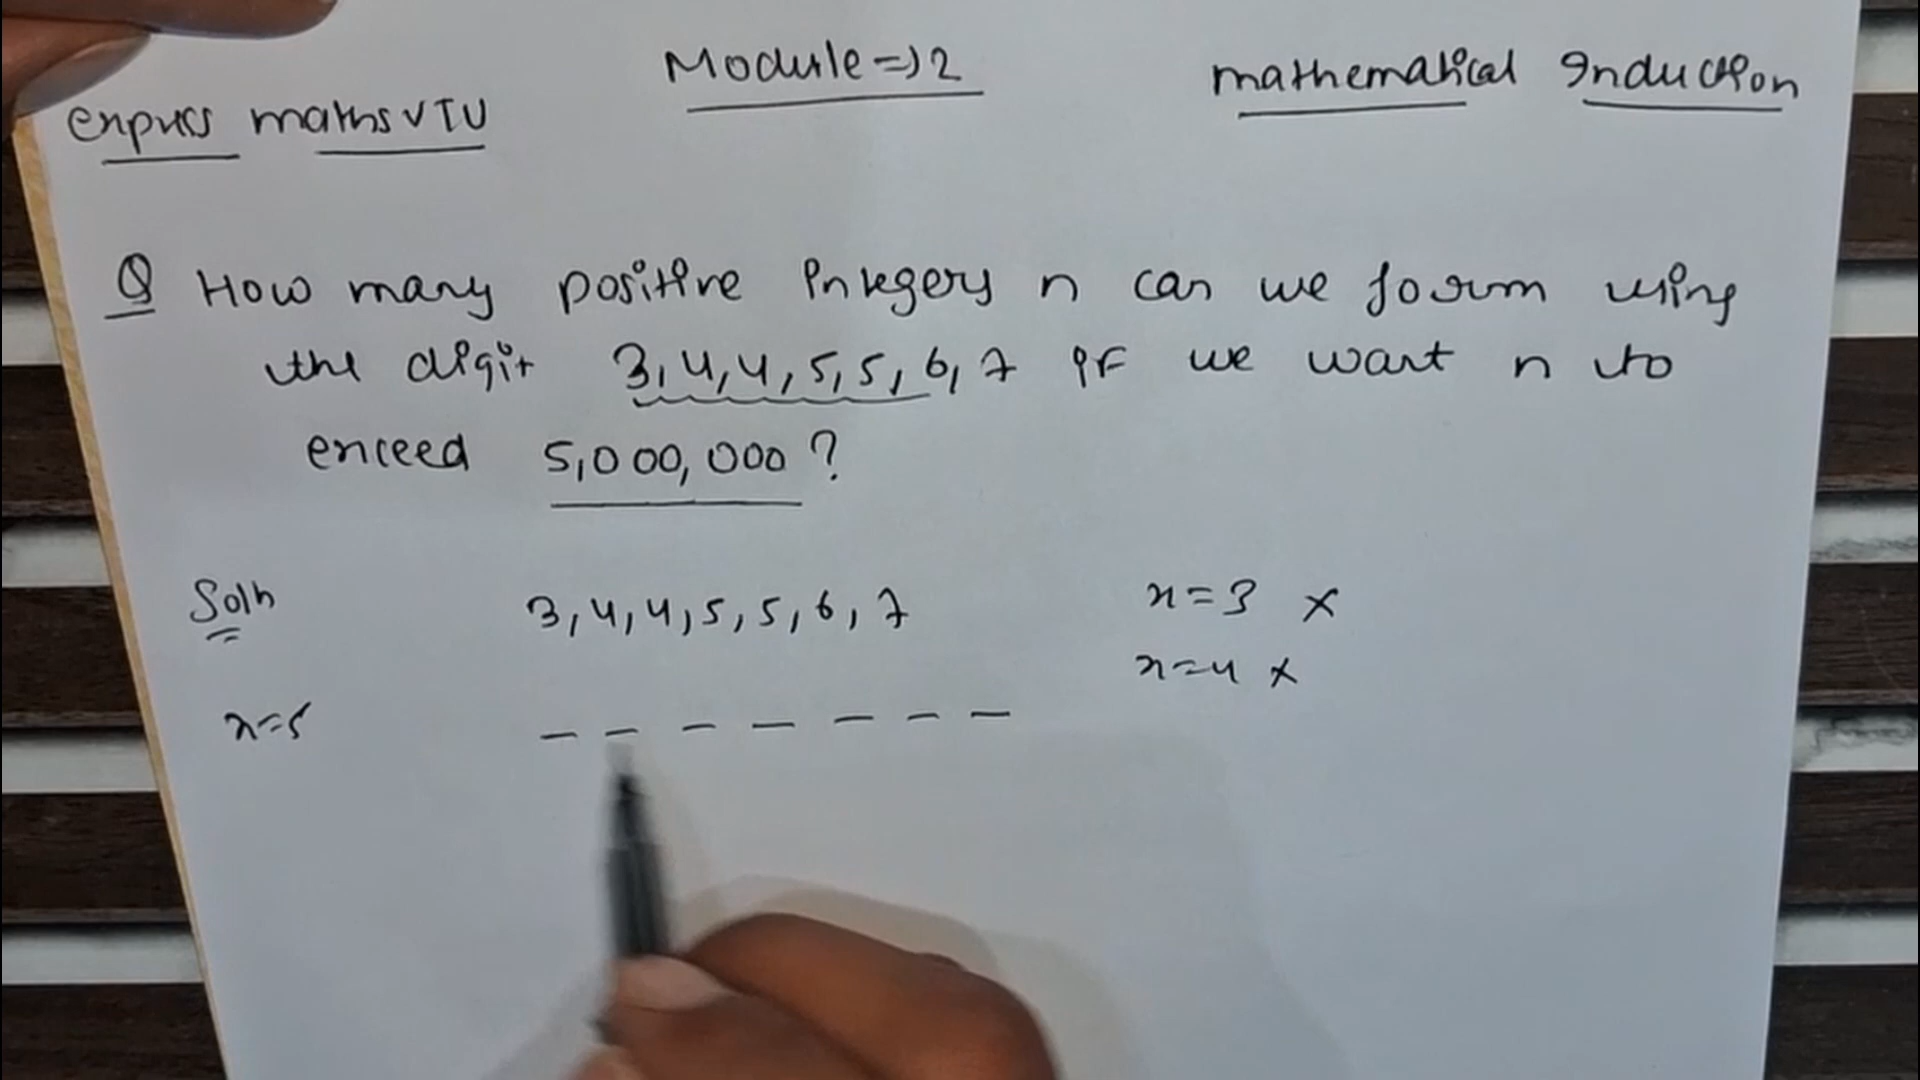 Module ⇒ 2
mathematical Induction
express maths VTU
Q How many positive integers n can we form using
the digit 3,4,4,5,5,6,7 if we want n to
exceed 5,000,000 ?
Soln 3,4,4,5,5,6,7
x=3 ×
x=4 ×
x=5 _ _ _ _ _ _ _